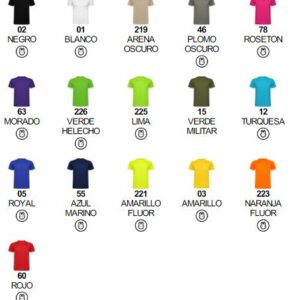 02 01 219 46 78
NEGRO BLANCO ARENA PLOMO ROSETON
OSCURO OSCURO
63 226 225 15 12
MORADO VERDE LIMA VERDE TURQUESA
HELECHO MILITAR
05 55 221 03 223
ROYAL AZUL AMARILLO AMARILLO NARANJA
MARINO FLUOR FLUOR
60
ROJO